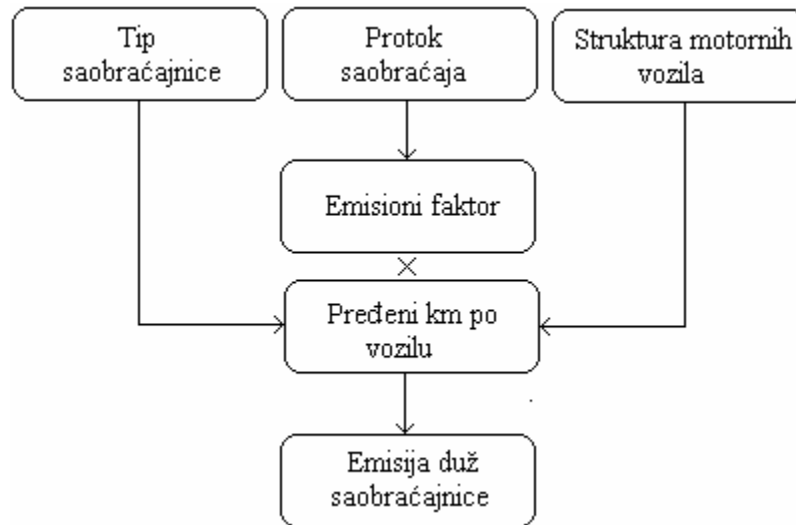 Tip
saobraćajnice
Protok
saobraćaja
Struktura motornih
vozila
Emisioni faktor
×
Pređeni km po
vozilu
Emisija duž
saobraćajnice